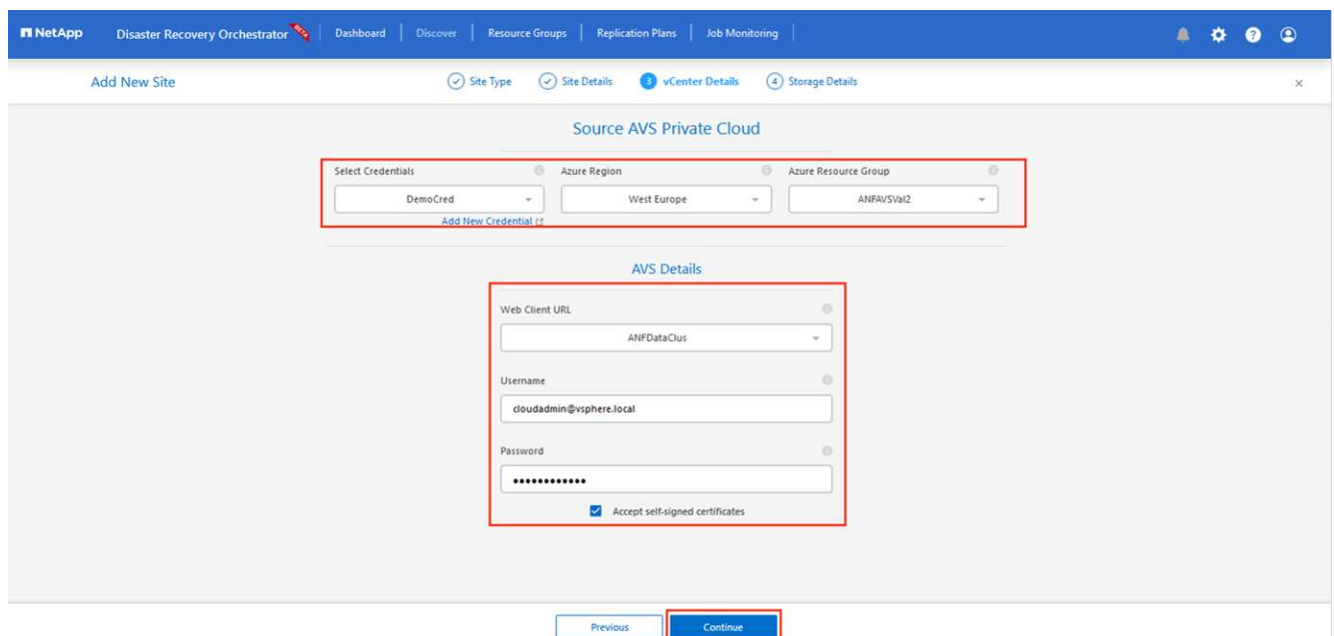 NetApp Disaster Recovery Orchestrator BETA Dashboard Discover Resource Groups Replication Plans Job Monitoring
Add New Site Site Type Site Details 3 vCenter Details 4 Storage Details
Source AVS Private Cloud
Select Credentials Azure Region Azure Resource Group
DemoCred West Europe ANFAVSVal2
Add New Credential
AVS Details
Web Client URL
ANFDataClus
Username
cloudadmin@vsphere.local
Password
••••••••••••
Accept self-signed certificates
Previous Continue